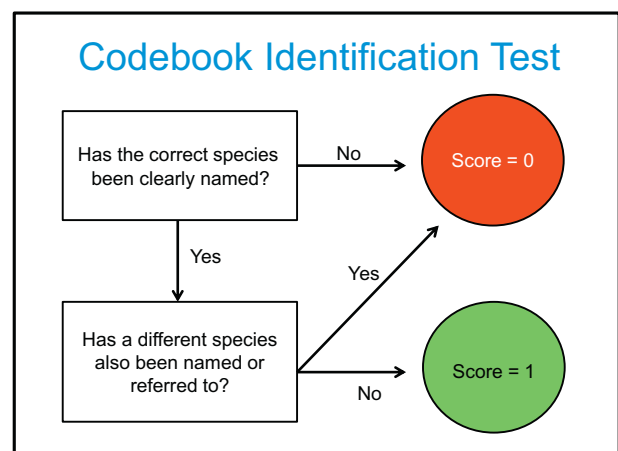 Codebook Identification Test
Has the correct species
been clearly named?
No
Score = 0
Yes
Yes
Has a different species
also been named or
referred to?
No
Score = 1